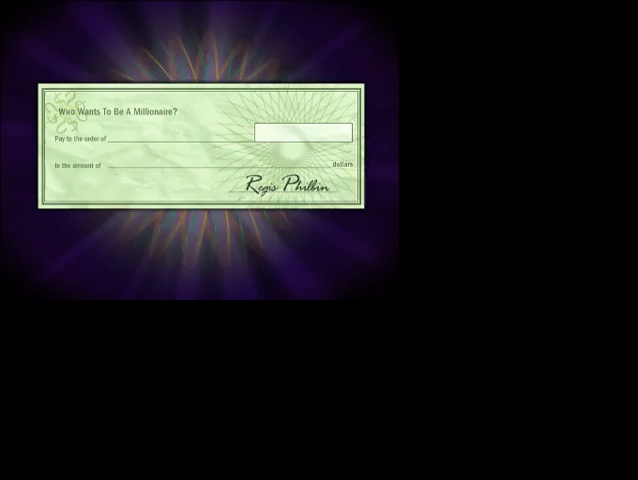 Who Wants To Be A Millionaire?
Pay to the order of
In the amount of
dollars
Regis Philbin